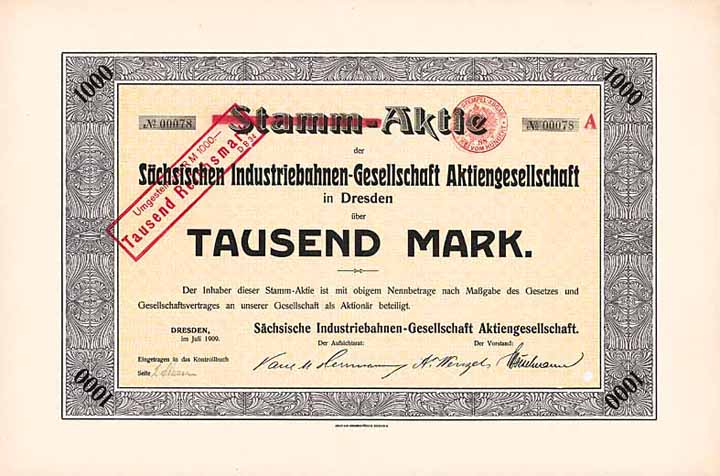 1000
1000
Stamm-Aktie
№ 00078
№ 00078 A
Umgestellt
R M 1000.—
Tausend Reichsmark
der
Sächsischen Industriebahnen-Gesellschaft Aktiengesellschaft
in Dresden
über
TAUSEND MARK.
Der Inhaber dieser Stamm-Aktie ist mit obigem Nennbetrage nach Maßgabe des Gesetzes und
Gesellschaftsvertrages an unserer Gesellschaft als Aktionär beteiligt.
DRESDEN,
im Juli 1909.
Sächsische Industriebahnen-Gesellschaft Aktiengesellschaft.
Der Aufsichtsrat:
Der Vorstand:
Eingetragen in das Kontrollbuch
Seite
1000
1000